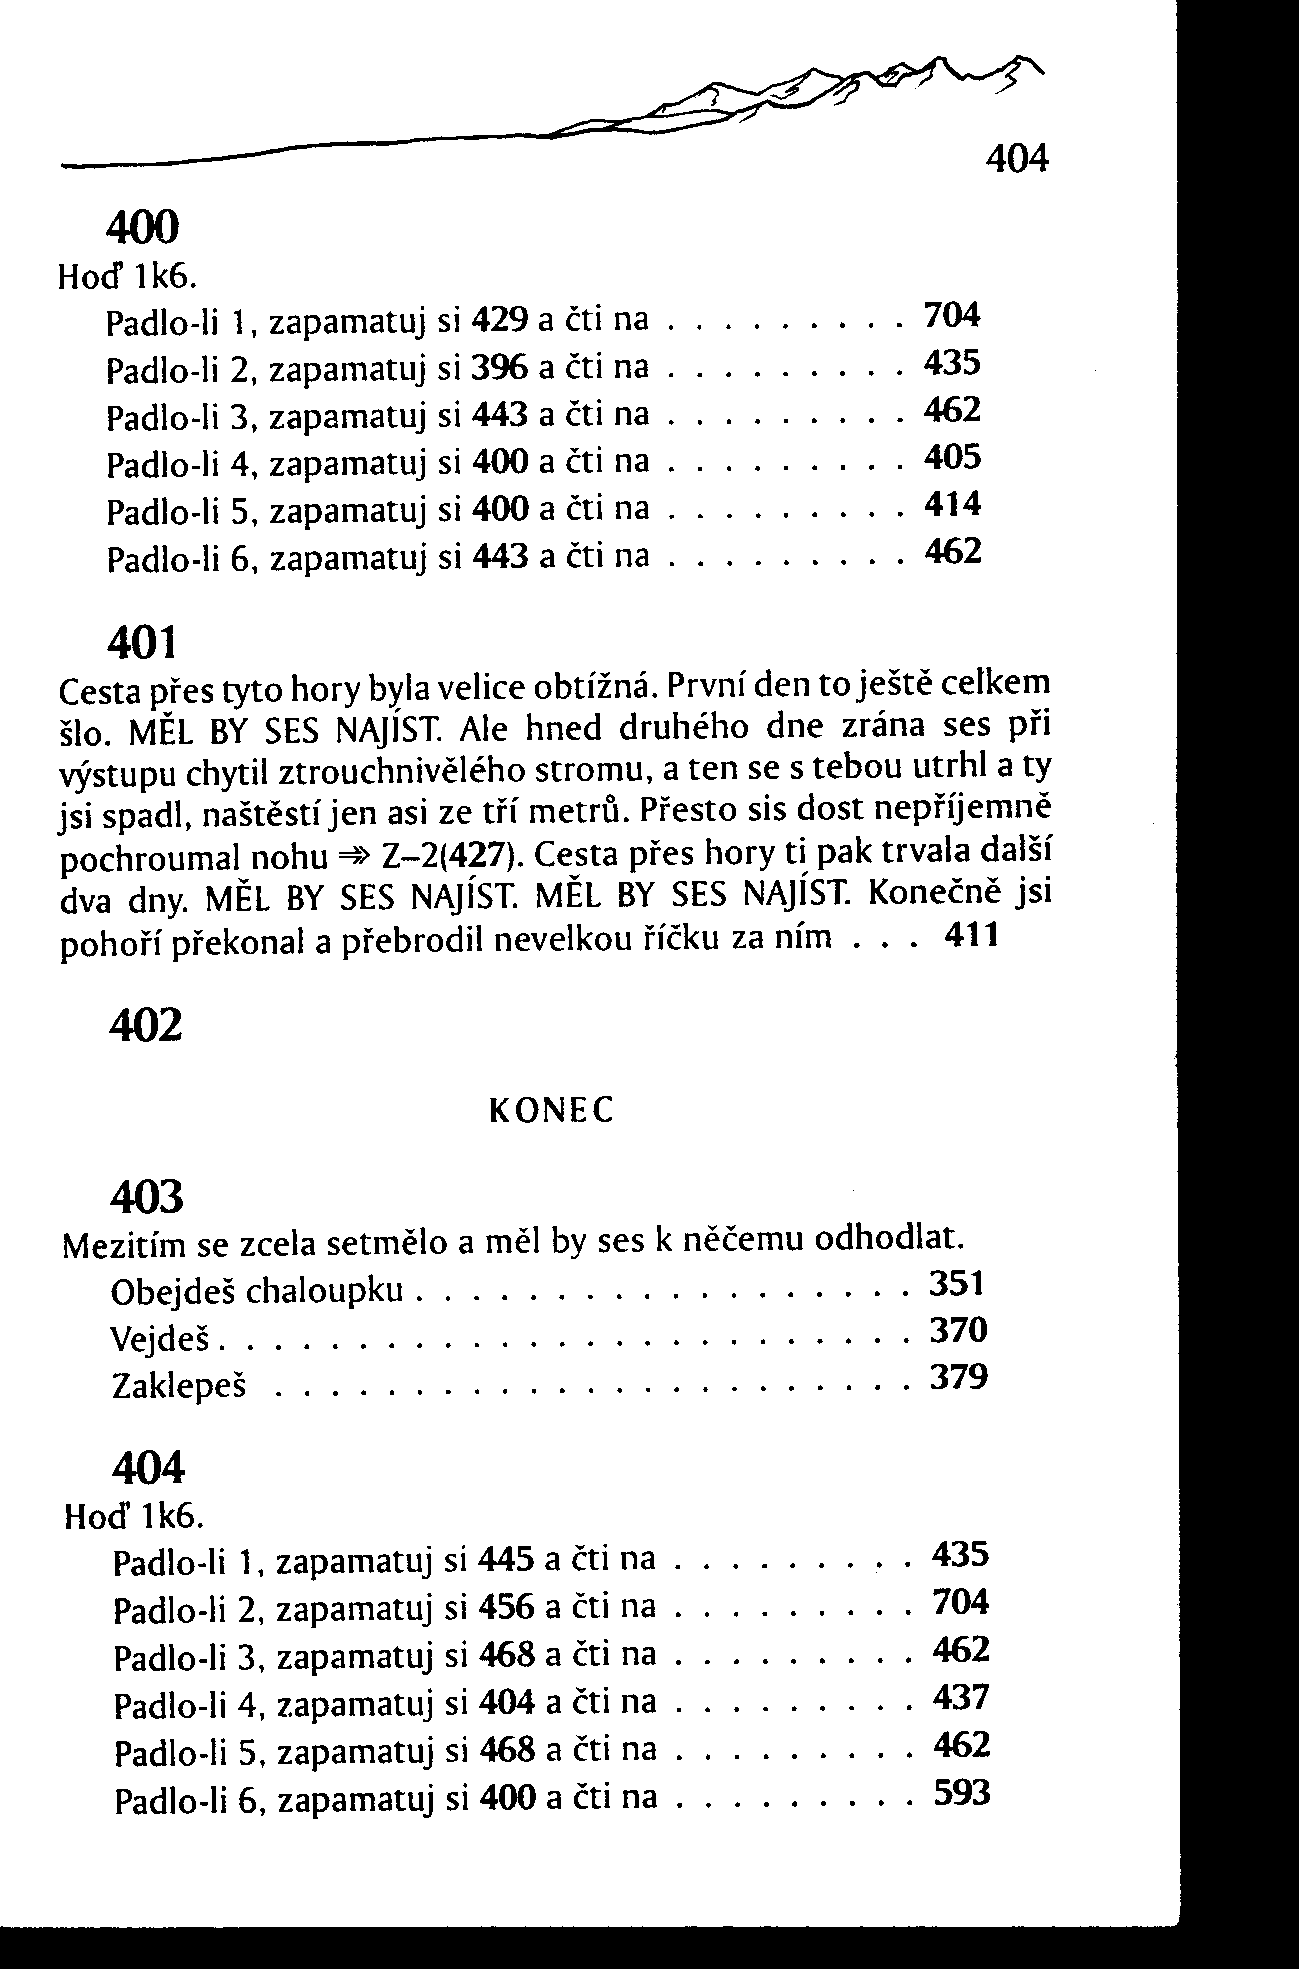 404
400
Hoď 1k6.
Padlo-li 1, zapamatuj si 429 a čti na . . . . . . . . . 704
Padlo-li 2, zapamatuj si 396 a čti na . . . . . . . . . 435
Padlo-li 3, zapamatuj si 443 a čti na . . . . . . . . . 462
Padlo-li 4, zapamatuj si 400 a čti na . . . . . . . . . 405
Padlo-li 5, zapamatuj si 400 a čti na . . . . . . . . . 414
Padlo-li 6, zapamatuj si 443 a čti na . . . . . . . . . 462
401
Cesta přes tyto hory byla velice obtížná. První den to ještě celkem
šlo. MĚL BY SES NAJÍST. Ale hned druhého dne zrána ses při
výstupu chytil ztrouchnivělého stromu, a ten se s tebou utrhl a ty
jsi spadl, naštěstí jen asi ze tří metrů. Přesto sis dost nepříjemně
pochroumal nohu ⇻ Z–2(427). Cesta přes hory ti pak trvala další
dva dny. MĚL BY SES NAJÍST. MĚL BY SES NAJÍST. Konečně jsi
pohoří překonal a přebrodil nevelkou říčku za ním . . . 411
402
KONEC
403
Mezitím se zcela setmělo a měl by ses k něčemu odhodlat.
Obejdeš chaloupku . . . . . . . . . . . . . . . . . . 351
Vejdeš . . . . . . . . . . . . . . . . . . . . . . . . . 370
Zaklepeš . . . . . . . . . . . . . . . . . . . . . . . 379
404
Hoď 1k6.
Padlo-li 1, zapamatuj si 445 a čti na . . . . . . . . . 435
Padlo-li 2, zapamatuj si 456 a čti na . . . . . . . . . 704
Padlo-li 3, zapamatuj si 468 a čti na . . . . . . . . . 462
Padlo-li 4, zapamatuj si 404 a čti na . . . . . . . . . 437
Padlo-li 5, zapamatuj si 468 a čti na . . . . . . . . . 462
Padlo-li 6, zapamatuj si 400 a čti na . . . . . . . . . 593